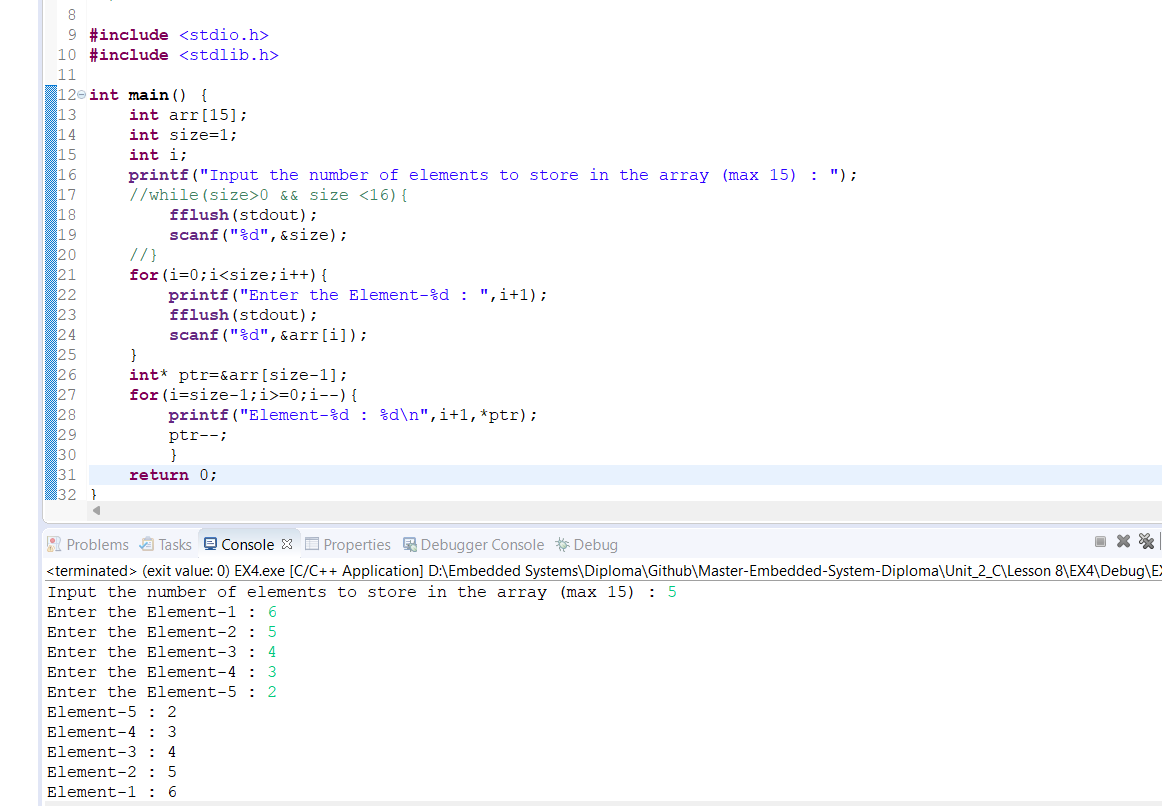 8
9 #include <stdio.h>
10 #include <stdlib.h>
11
12 int main() {
13     int arr[15];
14     int size=1;
15     int i;
16     printf("Input the number of elements to store in the array (max 15) : ");
17     //while(size>0 && size <16){
18         fflush(stdout);
19         scanf("%d",&size);
20     //}
21     for(i=0;i<size;i++){
22         printf("Enter the Element-%d : ",i+1);
23         fflush(stdout);
24         scanf("%d",&arr[i]);
25     }
26     int* ptr=&arr[size-1];
27     for(i=size-1;i>=0;i--){
28         printf("Element-%d : %d\n",i+1,*ptr);
29         ptr--;
30         }
31     return 0;
32 }
Problems Tasks Console Properties Debugger Console Debug
<terminated> (exit value: 0) EX4.exe [C/C++ Application] D:\Embedded Systems\Diploma\Github\Master-Embedded-System-Diploma\Unit_2_C\Lesson 8\EX4\Debug\EX
Input the number of elements to store in the array (max 15) : 5
Enter the Element-1 : 6
Enter the Element-2 : 5
Enter the Element-3 : 4
Enter the Element-4 : 3
Enter the Element-5 : 2
Element-5 : 2
Element-4 : 3
Element-3 : 4
Element-2 : 5
Element-1 : 6